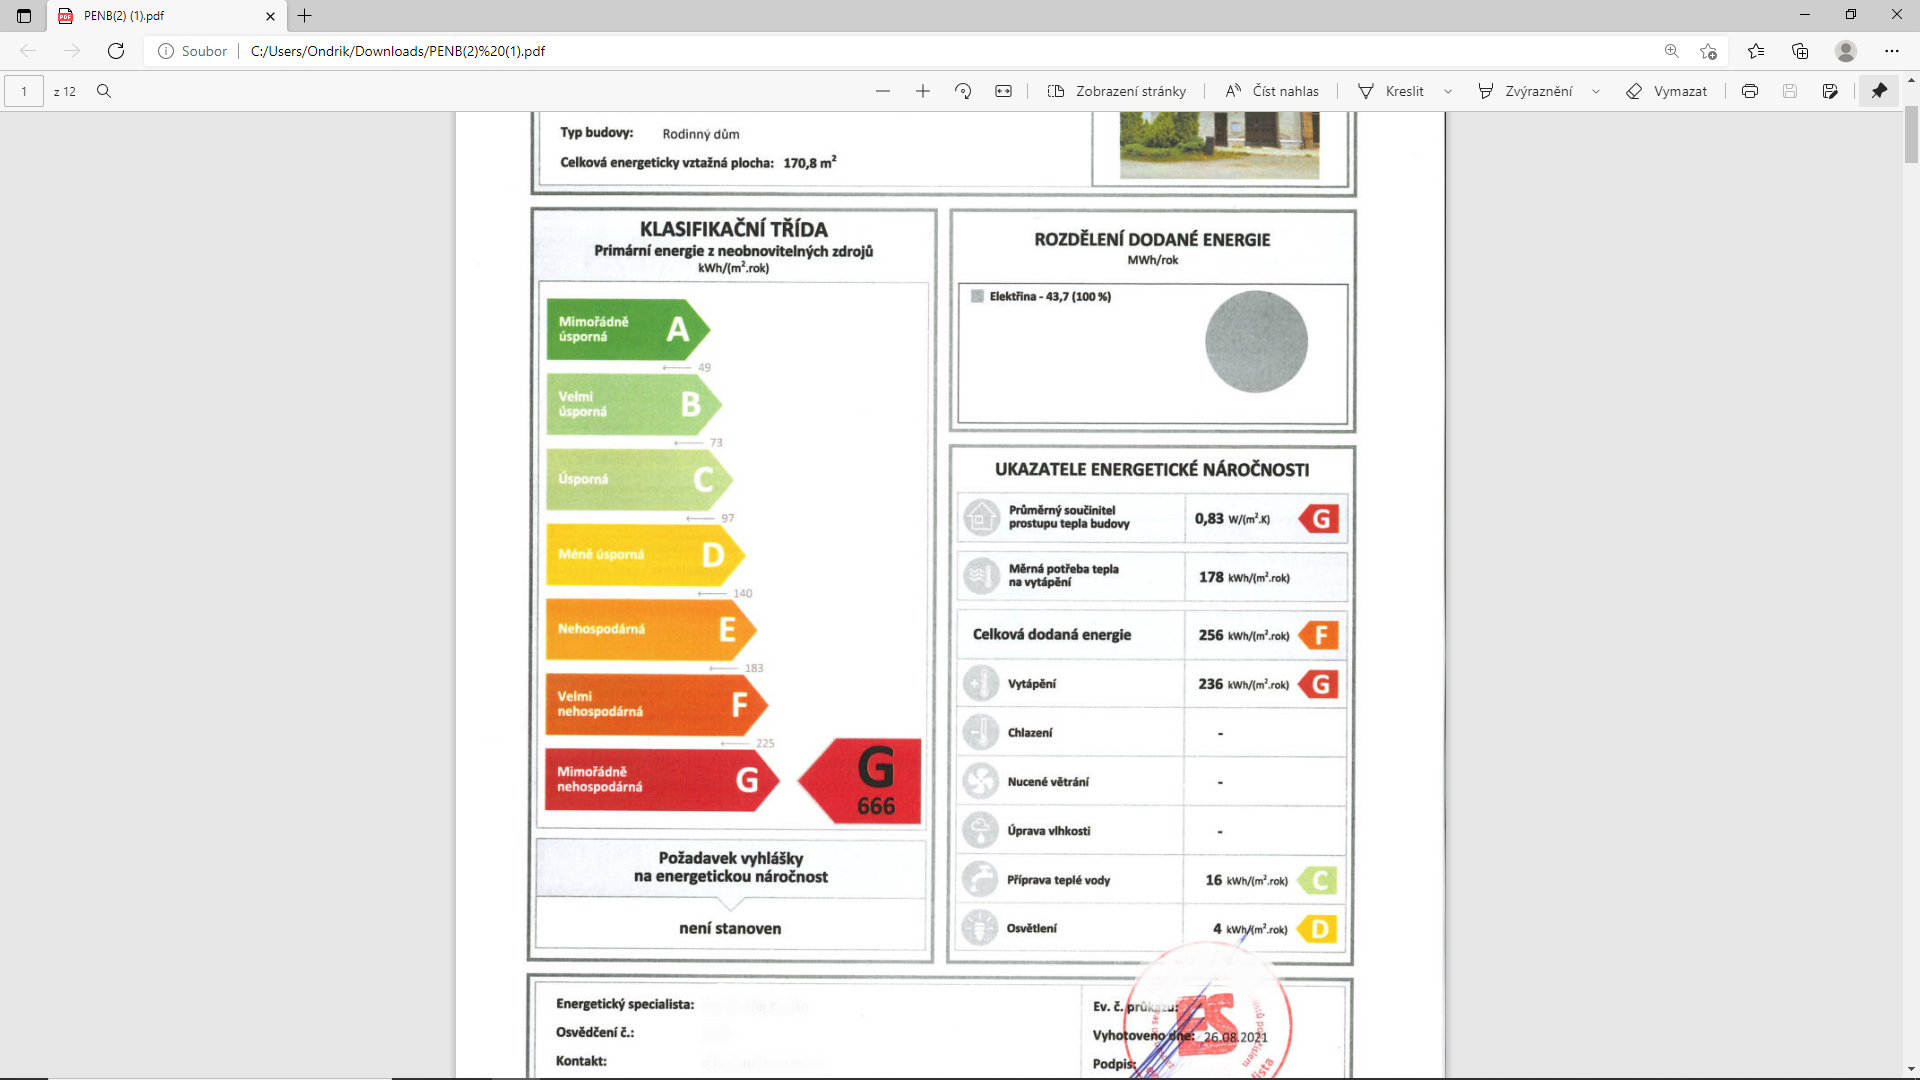 PENB(2) (1).pdf
Soubor
C:/Users/Ondrik/Downloads/PENB(2)%20(1).pdf
1 z 12
Zobrazení stránky
Číst nahlas
Kreslit
Zvýraznění
Vymazat
Typ budovy: Rodinný dům
Celková energeticky vztažná plocha: 170,8 m²
KLASIFIKAČNÍ TŘÍDA
Primární energie z neobnovitelných zdrojů
kWh/(m².rok)
Mimořádně
úsporná
A
49
Velmi
úsporná
B
73
Úsporná
C
97
Méně úsporná
D
140
Nehospodárná
E
183
Velmi
nehospodárná
F
225
Mimořádně
nehospodárná
G
G
666
Požadavek vyhlášky
na energetickou náročnost
není stanoven
ROZDĚLENÍ DODANÉ ENERGIE
MWh/rok
Elektřina - 43,7 (100 %)
UKAZATELE ENERGETICKÉ NÁROČNOSTI
Průměrný součinitel
prostupu tepla budovy
0,83 W/(m².K)
G
Měrná potřeba tepla
na vytápění
178 kWh/(m².rok)
Celková dodaná energie
256 kWh/(m².rok)
F
Vytápění
236 kWh/(m².rok)
G
Chlazení
-
Nucené větrání
-
Úprava vlhkosti
-
Příprava teplé vody
16 kWh/(m².rok)
C
Osvětlení
4 kWh/(m².rok)
D
Energetický specialista:
Osvědčení č.:
Kontakt:
Ev. č. průkazu:
Vyhotoveno dne: 26.08.2021
Podpis:
ES